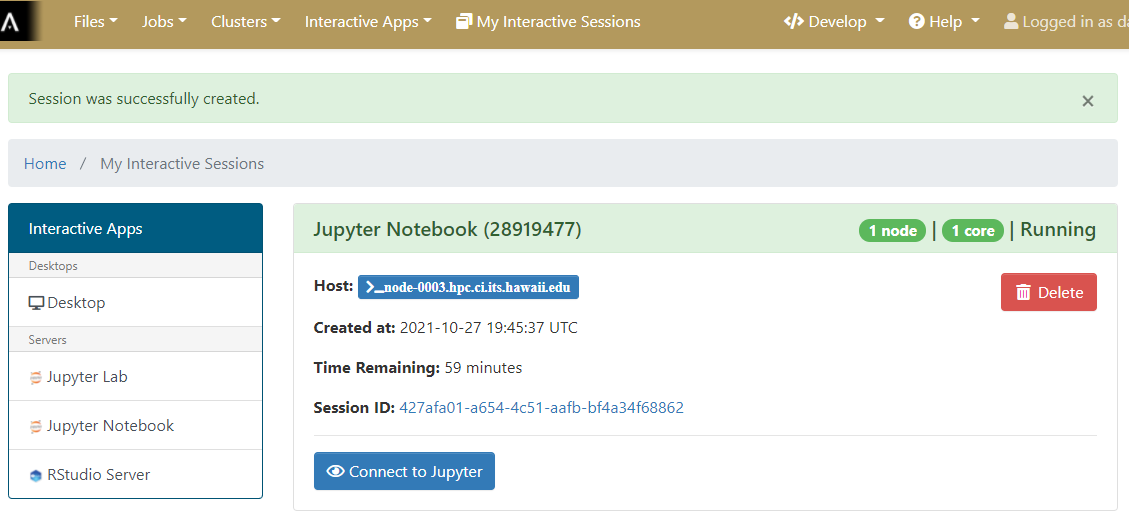 Files Jobs Clusters Interactive Apps My Interactive Sessions Develop Help Logged in as
Session was successfully created. ×
Home / My Interactive Sessions
Interactive Apps
Desktops
Desktop
Servers
Jupyter Lab
Jupyter Notebook
RStudio Server
Jupyter Notebook (28919477) 1 node | 1 core | Running
Host: >_node-0003.hpc.ci.its.hawaii.edu
Delete
Created at: 2021-10-27 19:45:37 UTC
Time Remaining: 59 minutes
Session ID: 427afa01-a654-4c51-aafb-bf4a34f68862
Connect to Jupyter